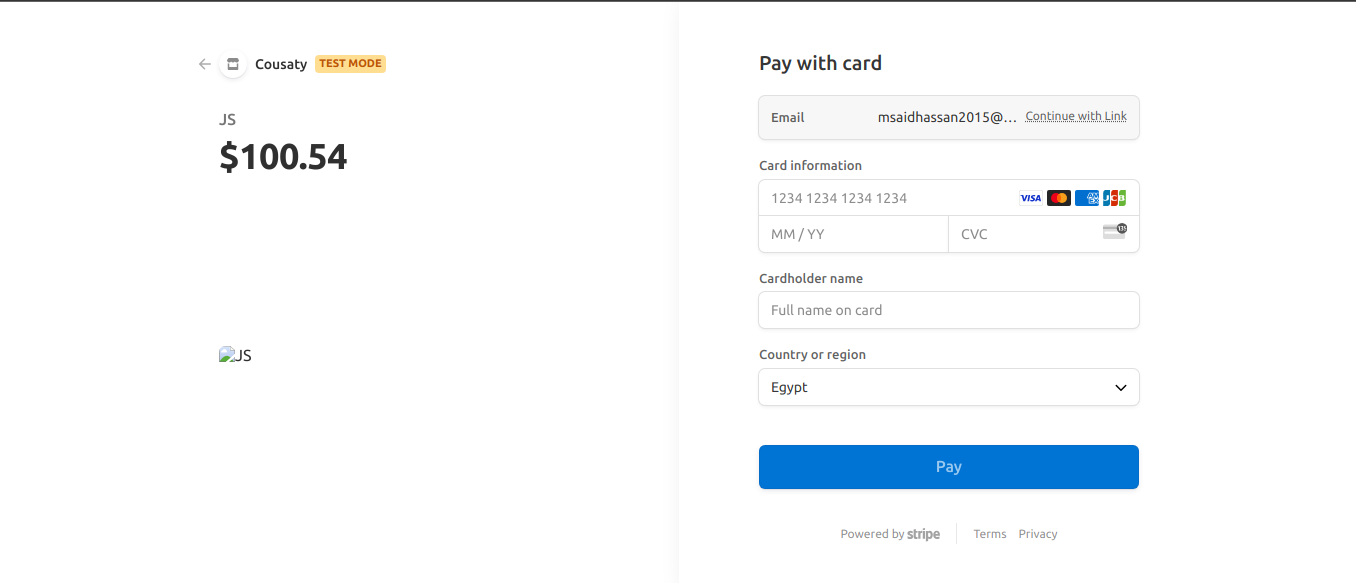 Cousaty TEST MODE
JS
$100.54
JS
Pay with card
Email msaidhassan2015@... Continue with Link
Card information
1234 1234 1234 1234 VISA
MM / YY CVC 135
Cardholder name
Full name on card
Country or region
Egypt
Pay
Powered by stripe Terms Privacy